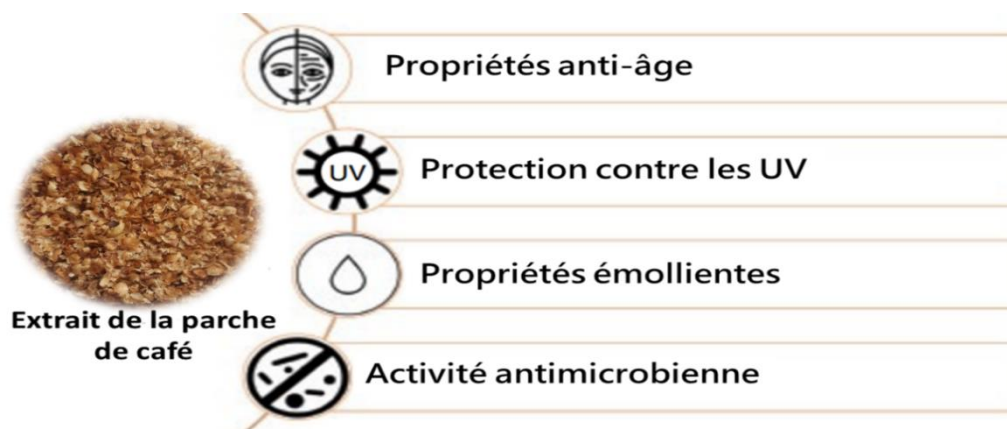 Propriétés anti-âge
UV
Protection contre les UV
Propriétés émollientes
Extrait de la parche
de café
Activité antimicrobienne